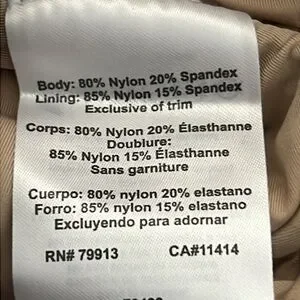 Body: 80% Nylon 20% Spandex
Lining: 85% Nylon 15% Spandex
Exclusive of trim
Corps: 80% Nylon 20% Élasthanne
Doublure:
85% Nylon 15% Élasthanne
Sans garniture
Cuerpo: 80% nylon 20% elastano
Forro: 85% nylon 15% elastano
Excluyendo para adornar
RN# 79913 CA#11414